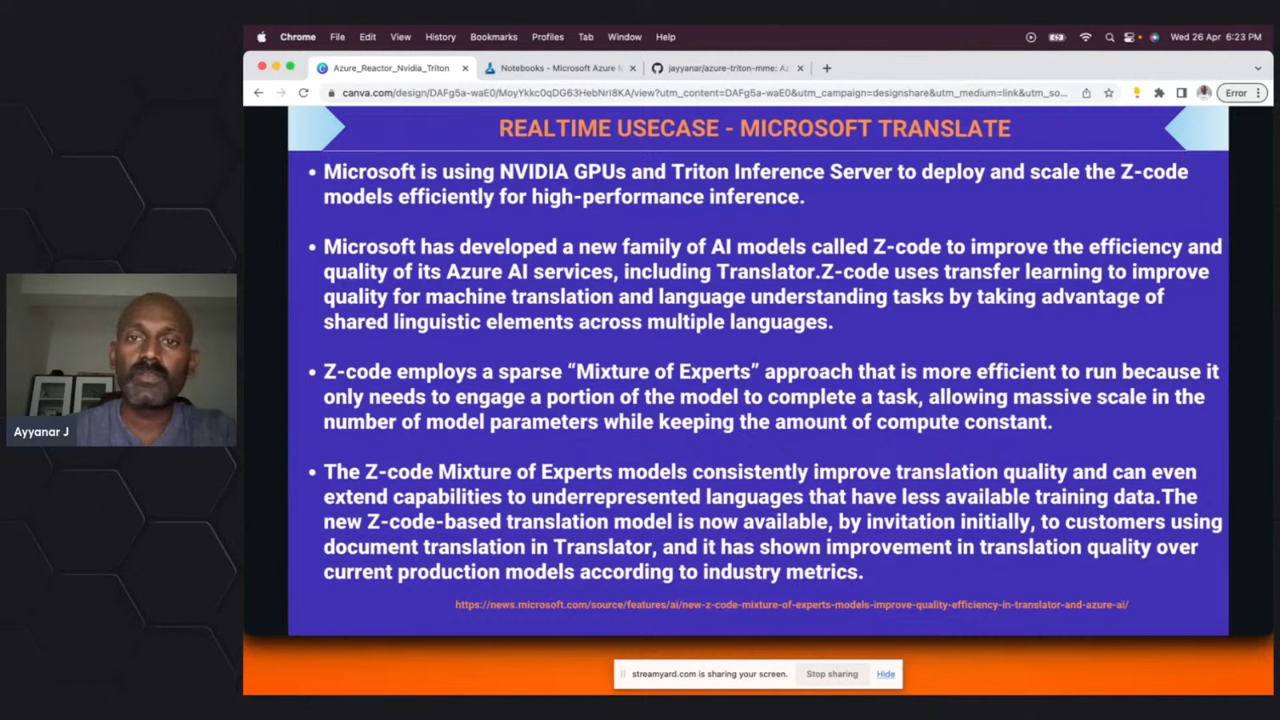 Chrome File Edit View History Bookmarks Profiles Tab Window Help Wed 26 Apr 6:23 PM
Azure_Reactor_Nvidia_Triton Notebooks - Microsoft Azure jayyanar/azure-triton-mme: A
canva.com/design/DAFg5a-waE0/MoyYkkc0qDG63HebNrI8KA/view?utm_content=DAFg5a-waE0&utm_campaign=designshare&utm_medium=link&utm_so... Error
REALTIME USECASE - MICROSOFT TRANSLATE
• Microsoft is using NVIDIA GPUs and Triton Inference Server to deploy and scale the Z-code
models efficiently for high-performance inference.
• Microsoft has developed a new family of AI models called Z-code to improve the efficiency and
quality of its Azure AI services, including Translator.Z-code uses transfer learning to improve
quality for machine translation and language understanding tasks by taking advantage of
shared linguistic elements across multiple languages.
• Z-code employs a sparse “Mixture of Experts” approach that is more efficient to run because it
only needs to engage a portion of the model to complete a task, allowing massive scale in the
number of model parameters while keeping the amount of compute constant.
Ayyanar J
• The Z-code Mixture of Experts models consistently improve translation quality and can even
extend capabilities to underrepresented languages that have less available training data.The
new Z-code-based translation model is now available, by invitation initially, to customers using
document translation in Translator, and it has shown improvement in translation quality over
current production models according to industry metrics.
https://news.microsoft.com/source/features/ai/new-z-code-mixture-of-experts-models-improve-quality-efficiency-in-translator-and-azure-ai/
streamyard.com is sharing your screen. Stop sharing Hide